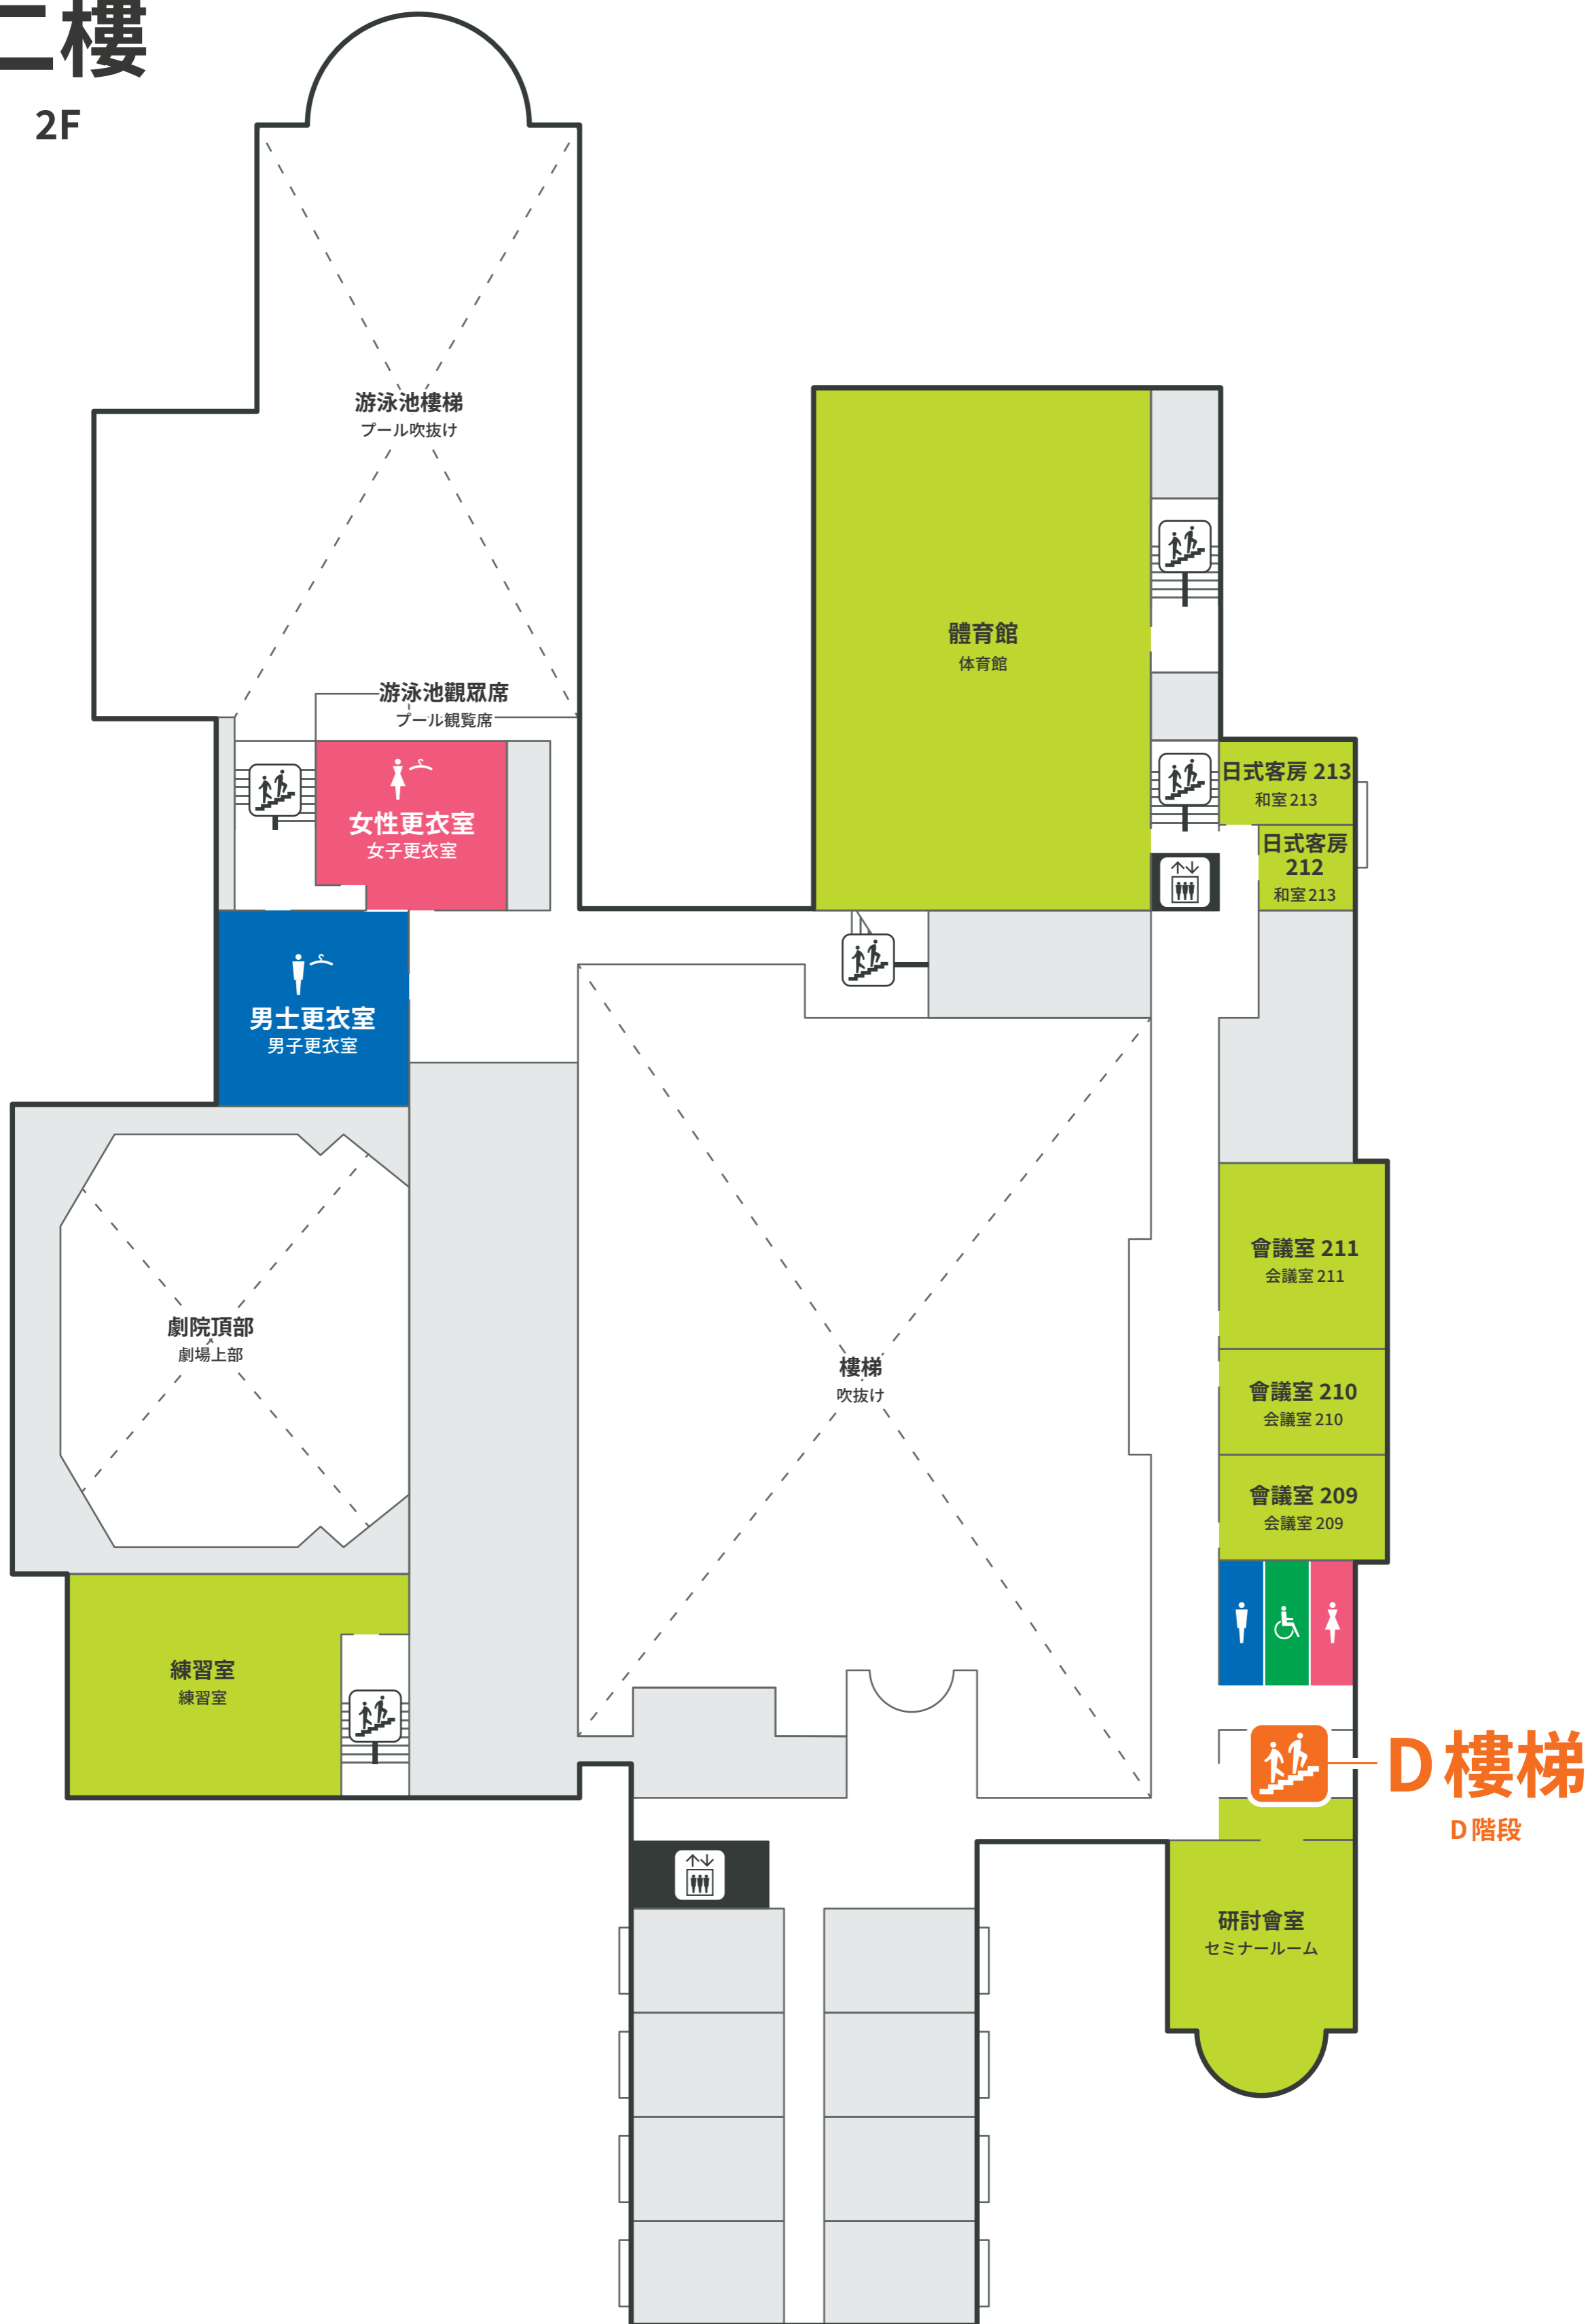 二樓
2F
游泳池樓梯
プール吹抜け
體育館
体育館
游泳池觀眾席
プール観覧席
日式客房 213
和室 213
女性更衣室
女子更衣室
日式客房
212
和室 213
男士更衣室
男子更衣室
會議室 211
会議室 211
劇院頂部
劇場上部
樓梯
吹抜け
會議室 210
会議室 210
會議室 209
会議室 209
練習室
練習室
D 樓梯
D 階段
研討會室
セミナールーム